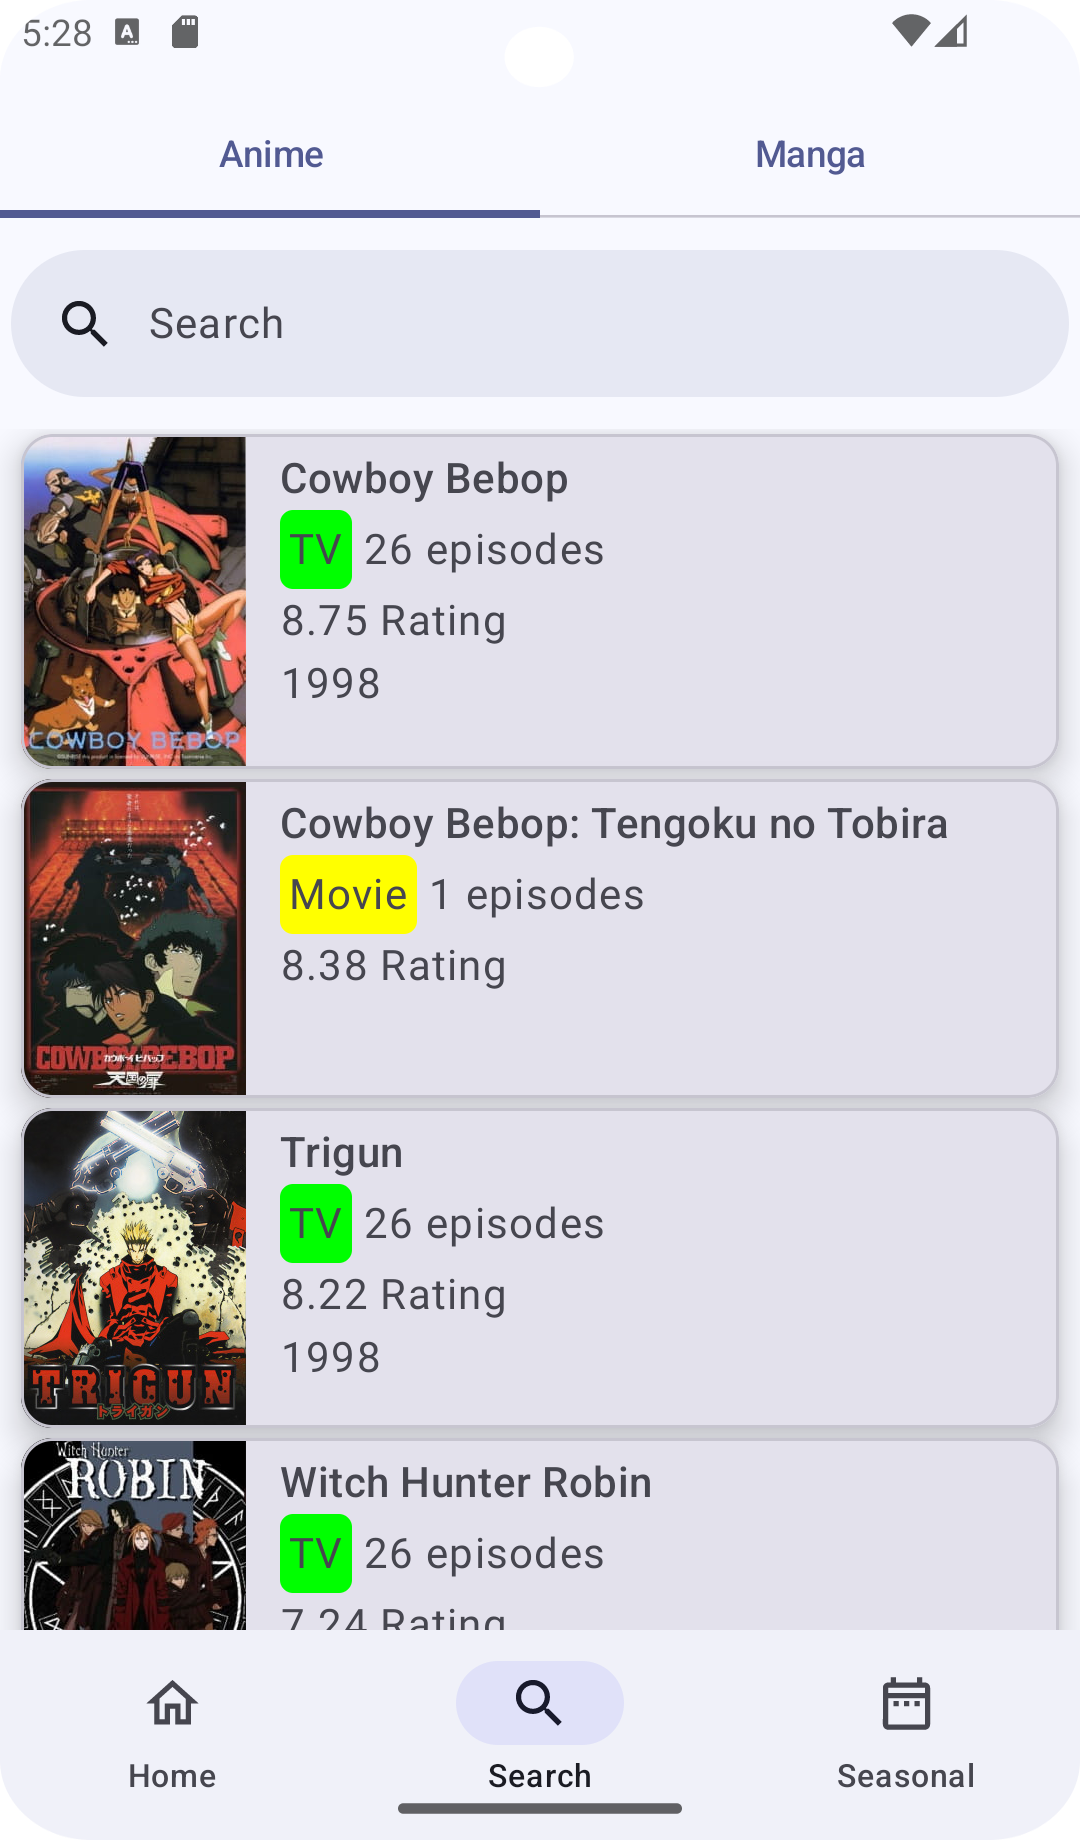 5:28
Anime
Manga
Search
Cowboy Bebop
TV 26 episodes
8.75 Rating
1998
COWBOY BEBOP
Cowboy Bebop: Tengoku no Tobira
Movie 1 episodes
8.38 Rating
COWBOY BEBOP
カウボーイビバップ
天国の扉
Trigun
TV 26 episodes
8.22 Rating
1998
TRIGUN
トライガン
Witch Hunter Robin
TV 26 episodes
7.24 Rating
Witch Hunter
ROBIN
Home
Search
Seasonal